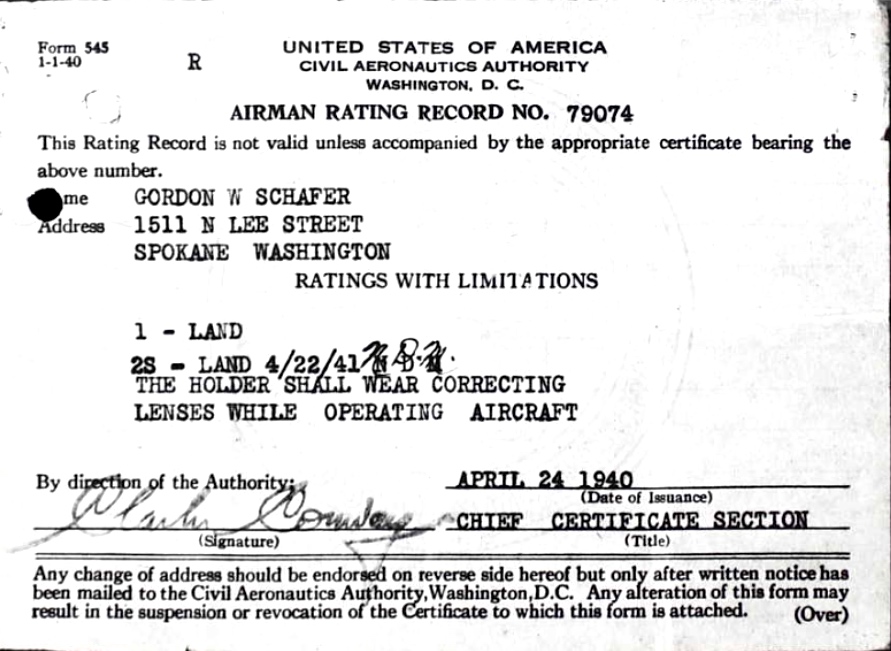 Form 545
1-1-40
R
UNITED STATES OF AMERICA
CIVIL AERONAUTICS AUTHORITY
WASHINGTON, D. C.
AIRMAN RATING RECORD NO. 79074
This Rating Record is not valid unless accompanied by the appropriate certificate bearing the
above number.
me GORDON W SCHAFER
Address 1511 N LEE STREET
SPOKANE WASHINGTON
RATINGS WITH LIMITATIONS
1 - LAND
2S - LAND 4/22/41
THE HOLDER SHALL WEAR CORRECTING
LENSES WHILE OPERATING AIRCRAFT
By direction of the Authority:
APRIL 24 1940
(Date of Issuance)
CHIEF CERTIFICATE SECTION
(Signature) (Title)
Any change of address should be endorsed on reverse side hereof but only after written notice has
been mailed to the Civil Aeronautics Authority,Washington,D.C. Any alteration of this form may
result in the suspension or revocation of the Certificate to which this form is attached. (Over)